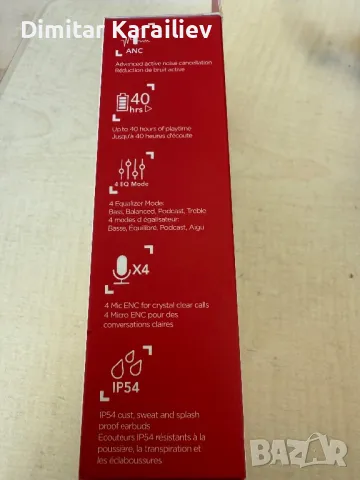 Dimitar Karailiev
ANC
Advanced active noise cancellation
Réduction de bruit active
40
hrs
Up to 40 hours of playtime
Jusqu'à 40 heures d'écoute
4 EQ Mode
4 Equalizer Mode:
Bass, Balanced, Podcast, Treble
4 modes d'égalisateur:
Basse, Équilibré, Podcast, Aigu
X4
4 Mic ENC for crystal clear calls
4 Micro ENC pour des
conversations claires
IP54
IP54 dust, sweat and splash
proof earbuds
Ecouteurs IP54 résistants à la
poussière, la transpiration et
les éclaboussures.
BAZAR
bg